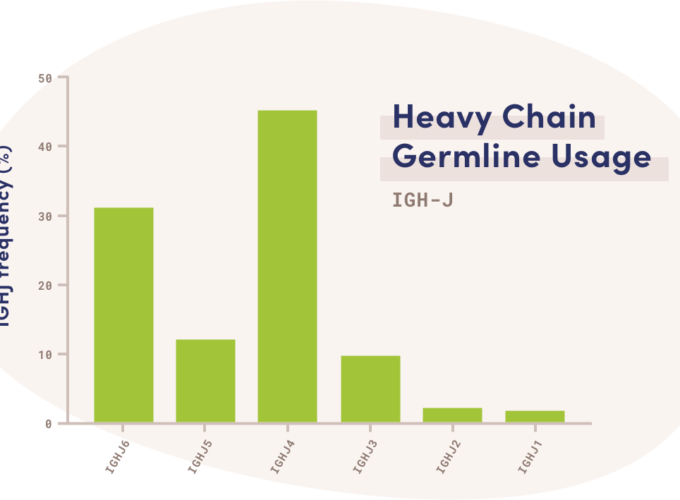 Heavy Chain
Germline Usage
IGH-J
IGHJ frequency (%)
50
40
30
20
10
0
IGHJ6
IGHJ5
IGHJ4
IGHJ3
IGHJ2
IGHJ1